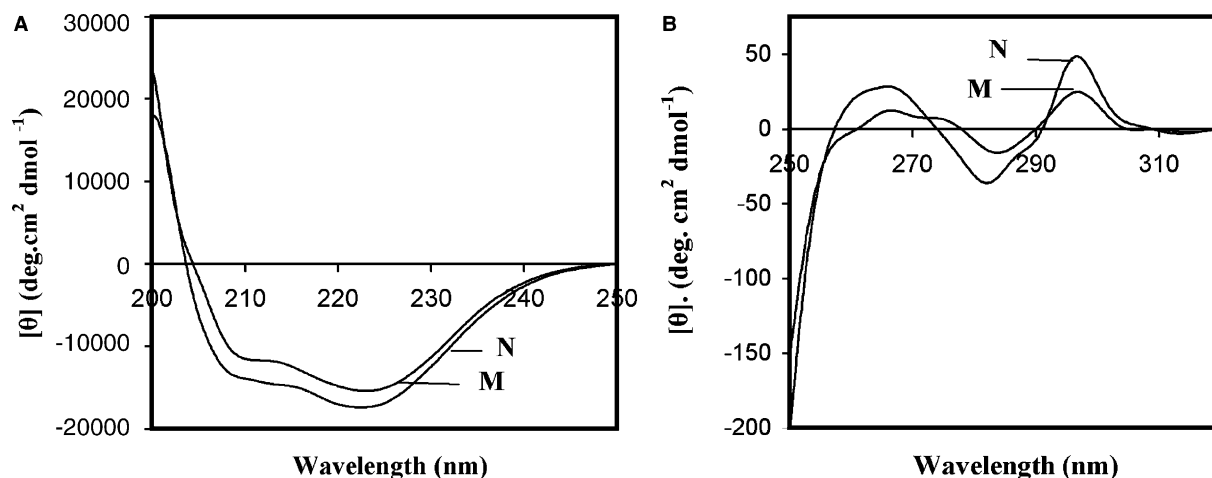 A
30000
20000
10000
0
-10000
-20000
200 210 220 230 240 250
N
M
[θ] (deg.cm² dmol ⁻¹)
Wavelength (nm)
B
50
0
-50
-100
-150
-200
250 270 290 310
N
M
[θ]. (deg. cm² dmol⁻¹)
Wavelength (nm)